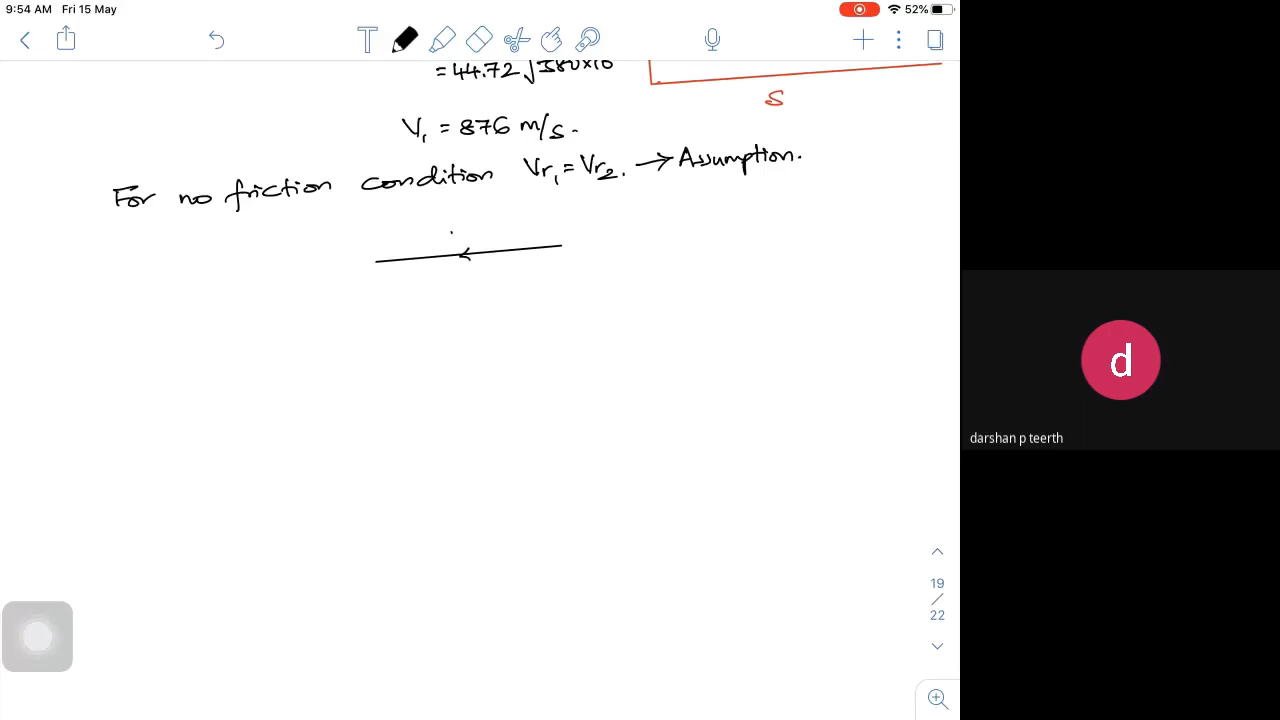 9:54 AM Fri 15 May
52%
= 44.72 √380×10
S
V₁ = 876 m/s.
For no friction condition Vr₁ = Vr₂. → Assumption.
d
darshan p teerth
19
/
22